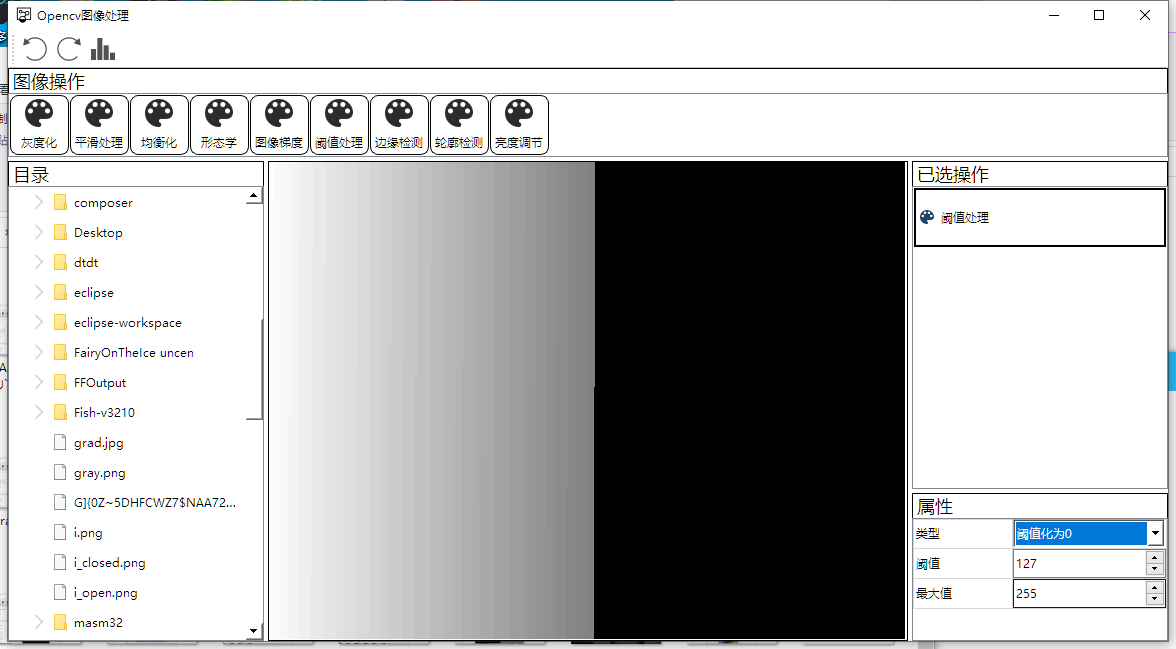 Opencv图像处理
图像操作
灰度化
平滑处理
均衡化
形态学
图像梯度
阈值处理
边缘检测
轮廓检测
亮度调节
目录
composer
Desktop
dtdt
eclipse
eclipse-workspace
FairyOnTheIce uncen
FFOutput
Fish-v3210
grad.jpg
gray.png
G]{0Z~5DHFCWZ7$NAA72...
i.png
i_closed.png
i_open.png
masm32
已选操作
阈值处理
属性
类型 阈值化为0
阈值 127
最大值 255